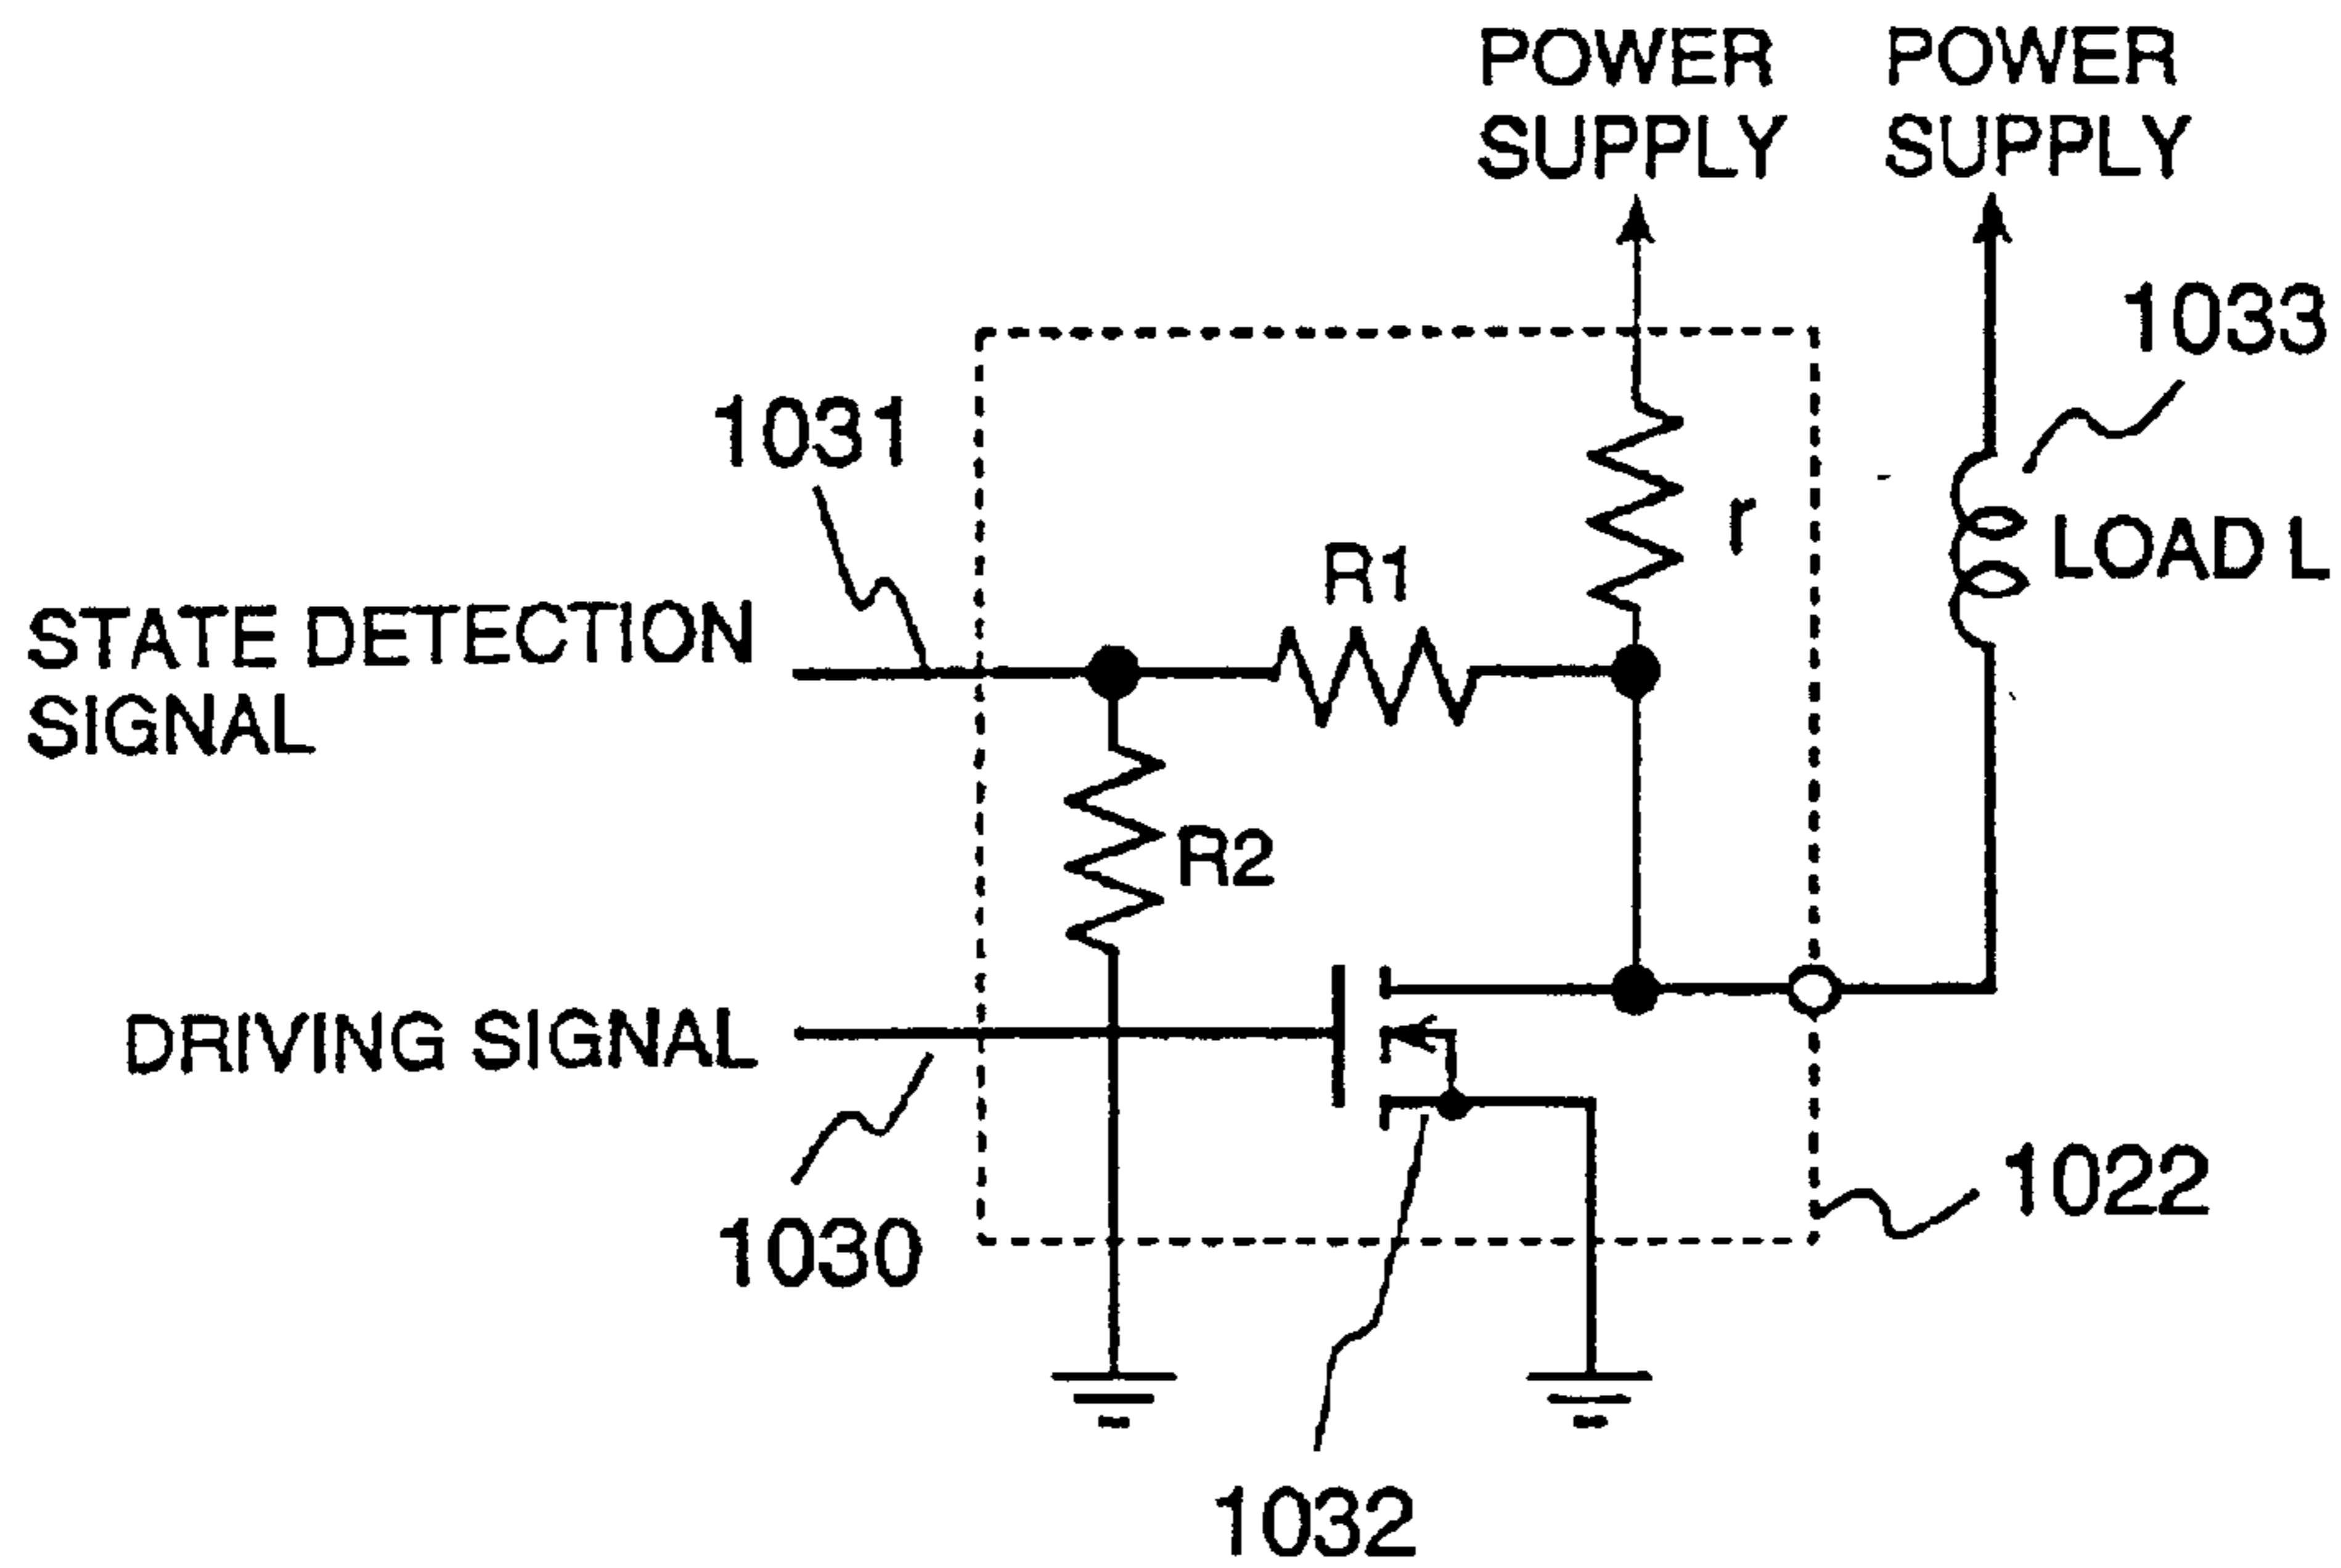 POWER
SUPPLY
POWER
SUPPLY
1033
1031
r
R1
LOAD L
STATE DETECTION
SIGNAL
R2
DRIVING SIGNAL
1022
1030
1032